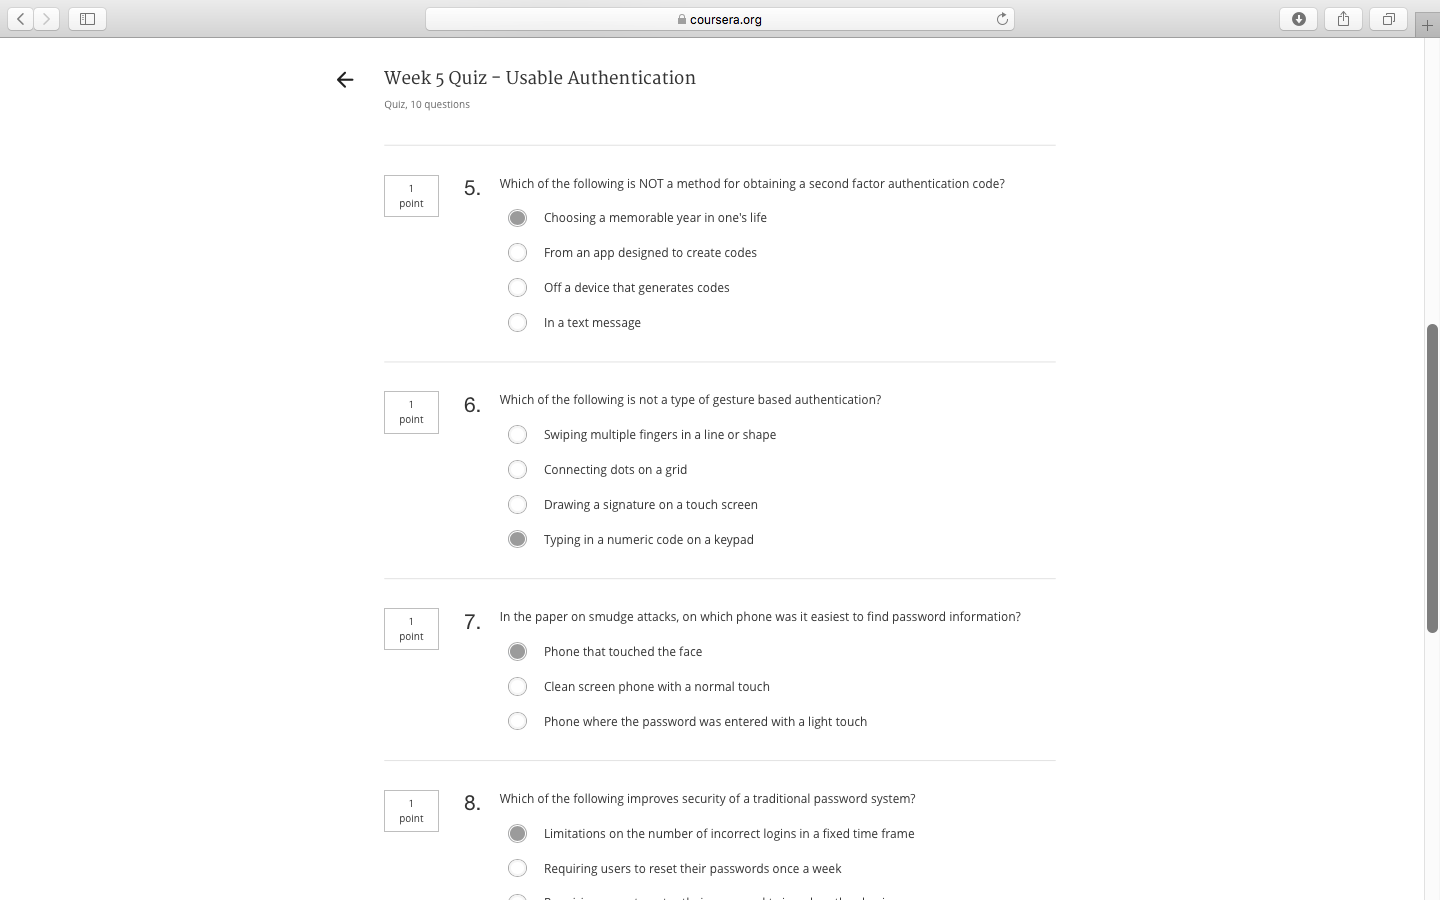 coursera.org
Week 5 Quiz - Usable Authentication
Quiz, 10 questions
1
point
5.
Which of the following is NOT a method for obtaining a second factor authentication code?
Choosing a memorable year in one's life
From an app designed to create codes
Off a device that generates codes
In a text message
1
point
6.
Which of the following is not a type of gesture based authentication?
Swiping multiple fingers in a line or shape
Connecting dots on a grid
Drawing a signature on a touch screen
Typing in a numeric code on a keypad
1
point
7.
In the paper on smudge attacks, on which phone was it easiest to find password information?
Phone that touched the face
Clean screen phone with a normal touch
Phone where the password was entered with a light touch
1
point
8.
Which of the following improves security of a traditional password system?
Limitations on the number of incorrect logins in a fixed time frame
Requiring users to reset their passwords once a week